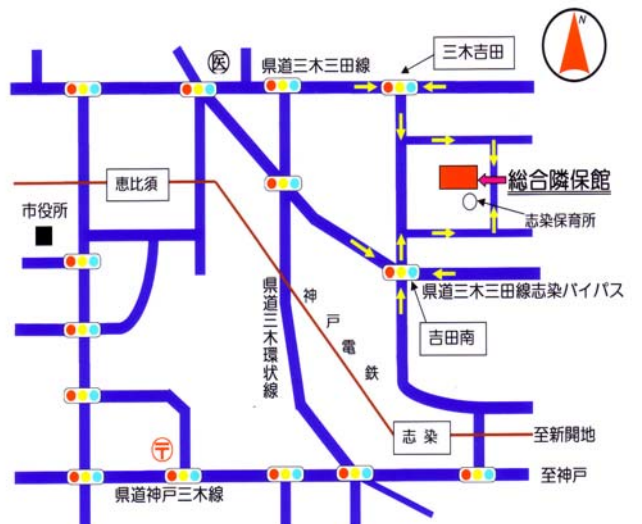 N
医
県道三木三田線
三木吉田
総合隣保館
志染保育所
恵比須
市役所
県道三木三田線志染バイパス
吉田南
県道三木環状線
神戸電鉄
志染
至新開地
〒
県道神戸三木線
至神戸